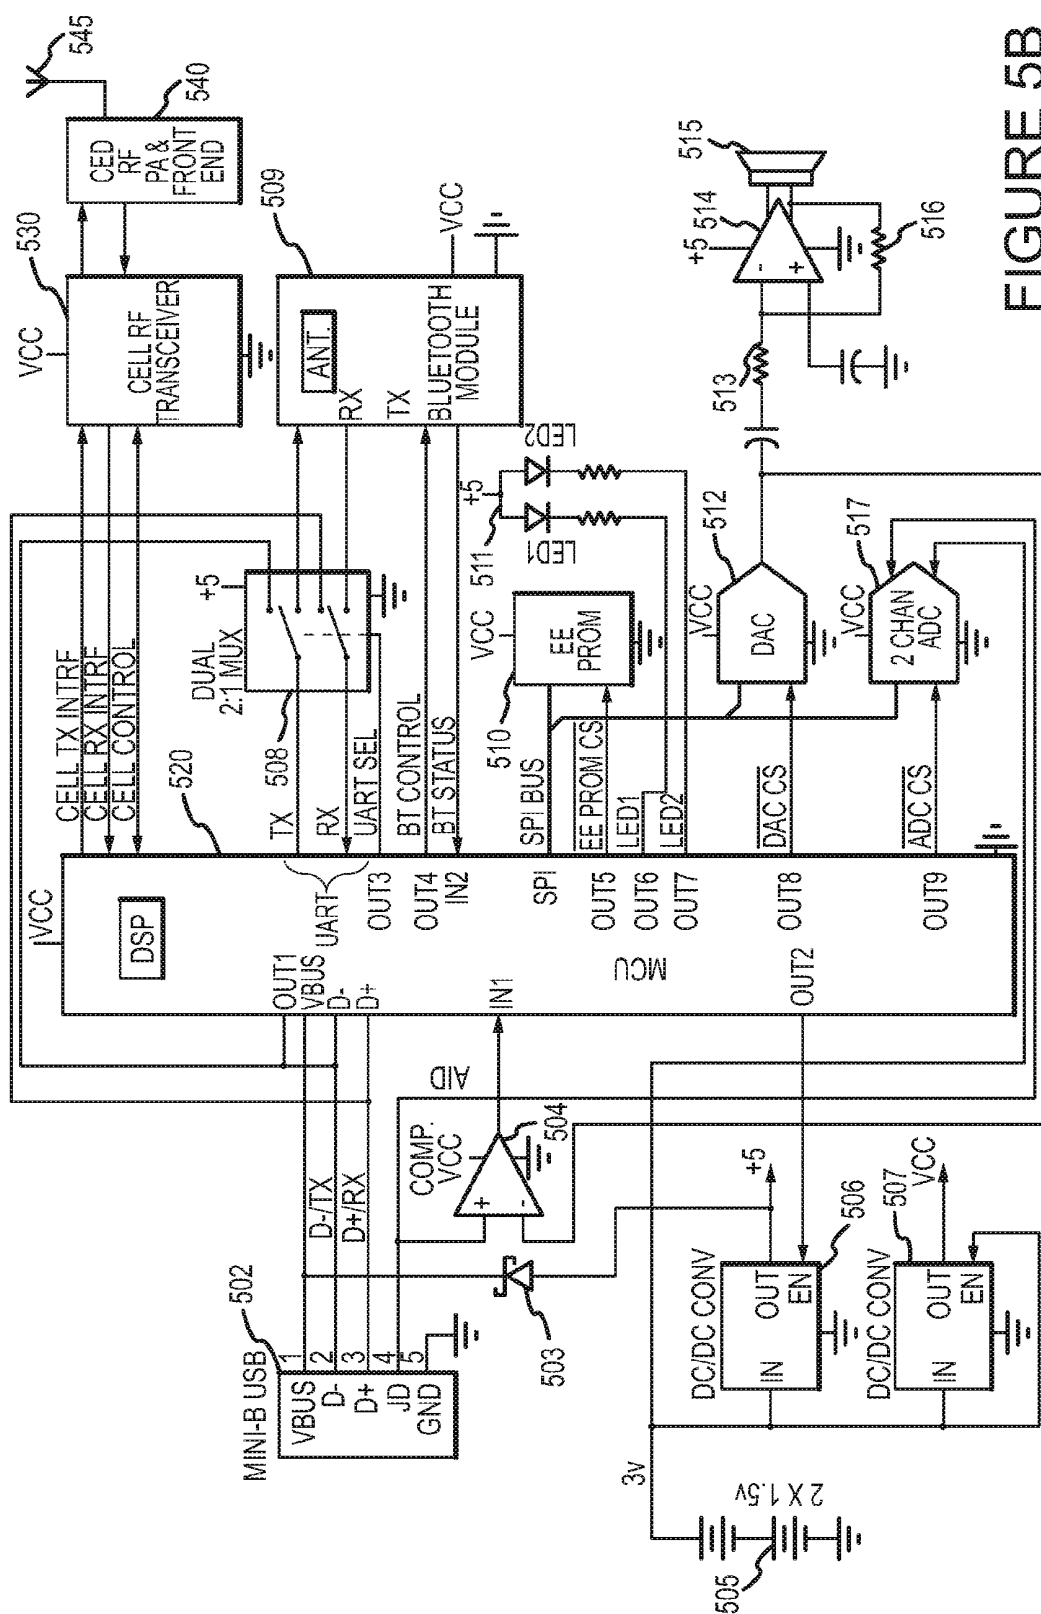 545
CED
RF
PA &
FRONT
END
540
VCC
530
CELL RF
TRANSCEIVER
CELL TX INTRF
CELL RX INTRF
CELL CONTROL
ANT.
RX
TX
BLUETOOTH
MODULE
509
VCC
DUAL
2:1 MUX
+5
508
TX
RX
UART SEL
BT CONTROL
BT STATUS
520
VCC
DSP
MCU
OUT1
VBUS
D-
D+
IN1
OUT2
UART
OUT3
OUT4
IN2
SPI
OUT5
OUT6
OUT7
OUT8
OUT9
SPI BUS
EE PROM CS
LED1
LED2
DAC CS
ADC CS
VCC
EE
PROM
510
+5
511
LED1
LED2
VCC
DAC
512
VCC
2 CHAN
ADC
517
513
+5
514
-
+
515
516
MINI-B USB
502
VBUS
D-
D+
JD
GND
1
2
3
4
5
D-/TX
D+/RX
AID
COMP.
VCC
504
+
-
503
3v
2 X 1.5v
505
DC/DC CONV
IN
OUT
EN
506
+5
DC/DC CONV
IN
OUT
EN
507
VCC
FIGURE 5B